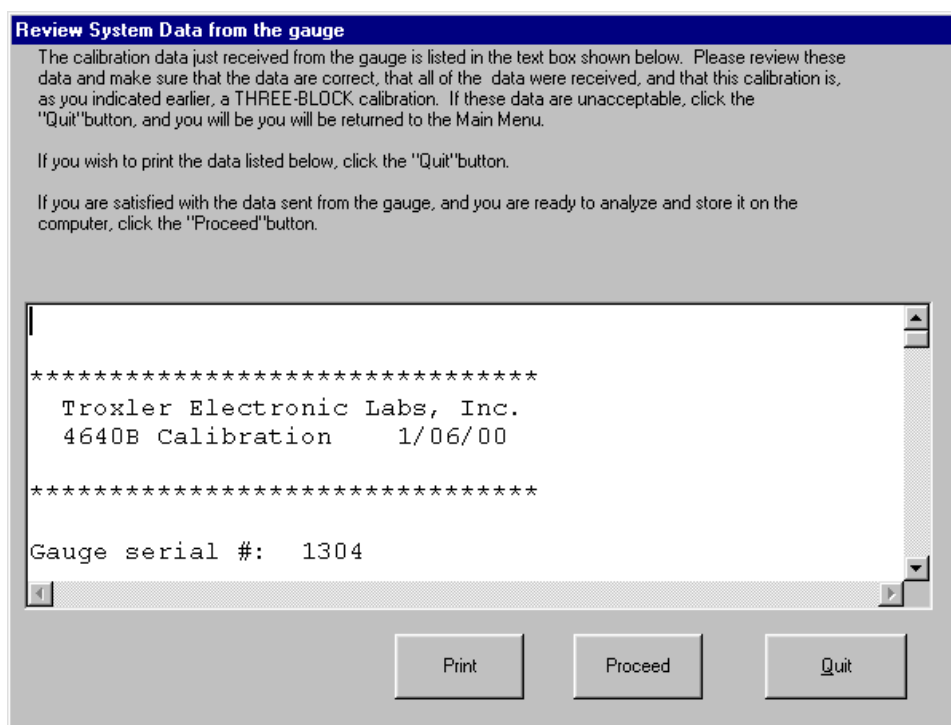 Review System Data from the gauge
The calibration data just received from the gauge is listed in the text box shown below.  Please review these
data and make sure that the data are correct, that all of the  data were received, and that this calibration is,
as you indicated earlier, a THREE-BLOCK calibration.  If these data are unacceptable, click the
"Quit"button, and you will be you will be returned to the Main Menu.
If you wish to print the data listed below, click the "Quit"button.
If you are satisfied with the data sent from the gauge, and you are ready to analyze and store it on the
computer, click the "Proceed"button.
********************************
Troxler Electronic Labs, Inc.
4640B Calibration    1/06/00
********************************
Gauge serial #:  1304
Print Proceed Quit